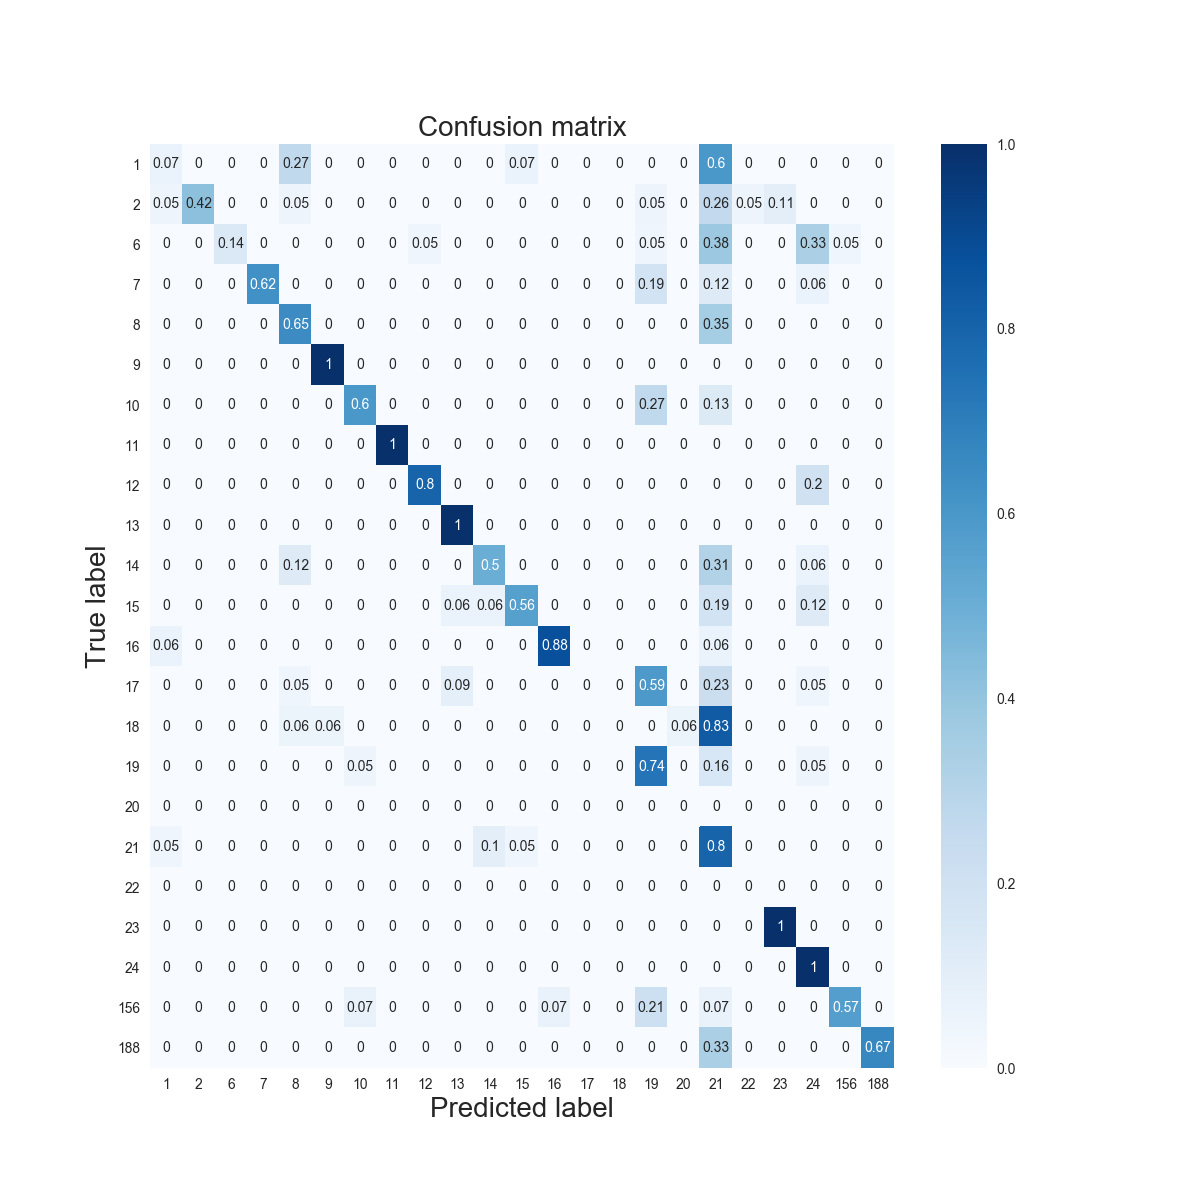 Confusion matrix
1 0.07 0 0 0 0.27 0 0 0 0 0 0 0.07 0 0 0 0 0 0.6 0 0 0 0 0
2 0.05 0.42 0 0 0.05 0 0 0 0 0 0 0 0 0 0 0.05 0 0.26 0.05 0.11 0 0 0
6 0 0 0.14 0 0 0 0 0 0.05 0 0 0 0 0 0 0.05 0 0.38 0 0 0.33 0.05 0
7 0 0 0 0.62 0 0 0 0 0 0 0 0 0 0 0 0.19 0 0.12 0 0 0.06 0 0
8 0 0 0 0 0.65 0 0 0 0 0 0 0 0 0 0 0 0 0.35 0 0 0 0 0
9 0 0 0 0 0 1 0 0 0 0 0 0 0 0 0 0 0 0 0 0 0 0 0
10 0 0 0 0 0 0 0.6 0 0 0 0 0 0 0 0 0.27 0 0.13 0 0 0 0 0
11 0 0 0 0 0 0 0 1 0 0 0 0 0 0 0 0 0 0 0 0 0 0 0
12 0 0 0 0 0 0 0 0 0.8 0 0 0 0 0 0 0 0 0 0 0 0.2 0 0
13 0 0 0 0 0 0 0 0 0 1 0 0 0 0 0 0 0 0 0 0 0 0 0
14 0 0 0 0 0.12 0 0 0 0 0 0.5 0 0 0 0 0 0 0.31 0 0 0.06 0 0
15 0 0 0 0 0 0 0 0 0 0.06 0.06 0.56 0 0 0 0 0 0.19 0 0 0.12 0 0
16 0.06 0 0 0 0 0 0 0 0 0 0 0 0.88 0 0 0 0 0.06 0 0 0 0 0
17 0 0 0 0 0.05 0 0 0 0 0.09 0 0 0 0 0 0.59 0 0.23 0 0 0.05 0 0
18 0 0 0 0 0.06 0.06 0 0 0 0 0 0 0 0 0 0 0.06 0.83 0 0 0 0 0
19 0 0 0 0 0 0 0.05 0 0 0 0 0 0 0 0 0.74 0 0.16 0 0 0.05 0 0
20 0 0 0 0 0 0 0 0 0 0 0 0 0 0 0 0 0 0 0 0 0 0 0
21 0.05 0 0 0 0 0 0 0 0 0 0.1 0.05 0 0 0 0 0 0.8 0 0 0 0 0
22 0 0 0 0 0 0 0 0 0 0 0 0 0 0 0 0 0 0 0 0 0 0 0
23 0 0 0 0 0 0 0 0 0 0 0 0 0 0 0 0 0 0 0 1 0 0 0
24 0 0 0 0 0 0 0 0 0 0 0 0 0 0 0 0 0 0 0 0 1 0 0
156 0 0 0 0 0 0 0.07 0 0 0 0 0 0.07 0 0 0.21 0 0.07 0 0 0 0.57 0
188 0 0 0 0 0 0 0 0 0 0 0 0 0 0 0 0 0 0.33 0 0 0 0 0.67
1 2 6 7 8 9 10 11 12 13 14 15 16 17 18 19 20 21 22 23 24 156 188
Predicted label
True label
1.0
0.8
0.6
0.4
0.2
0.0